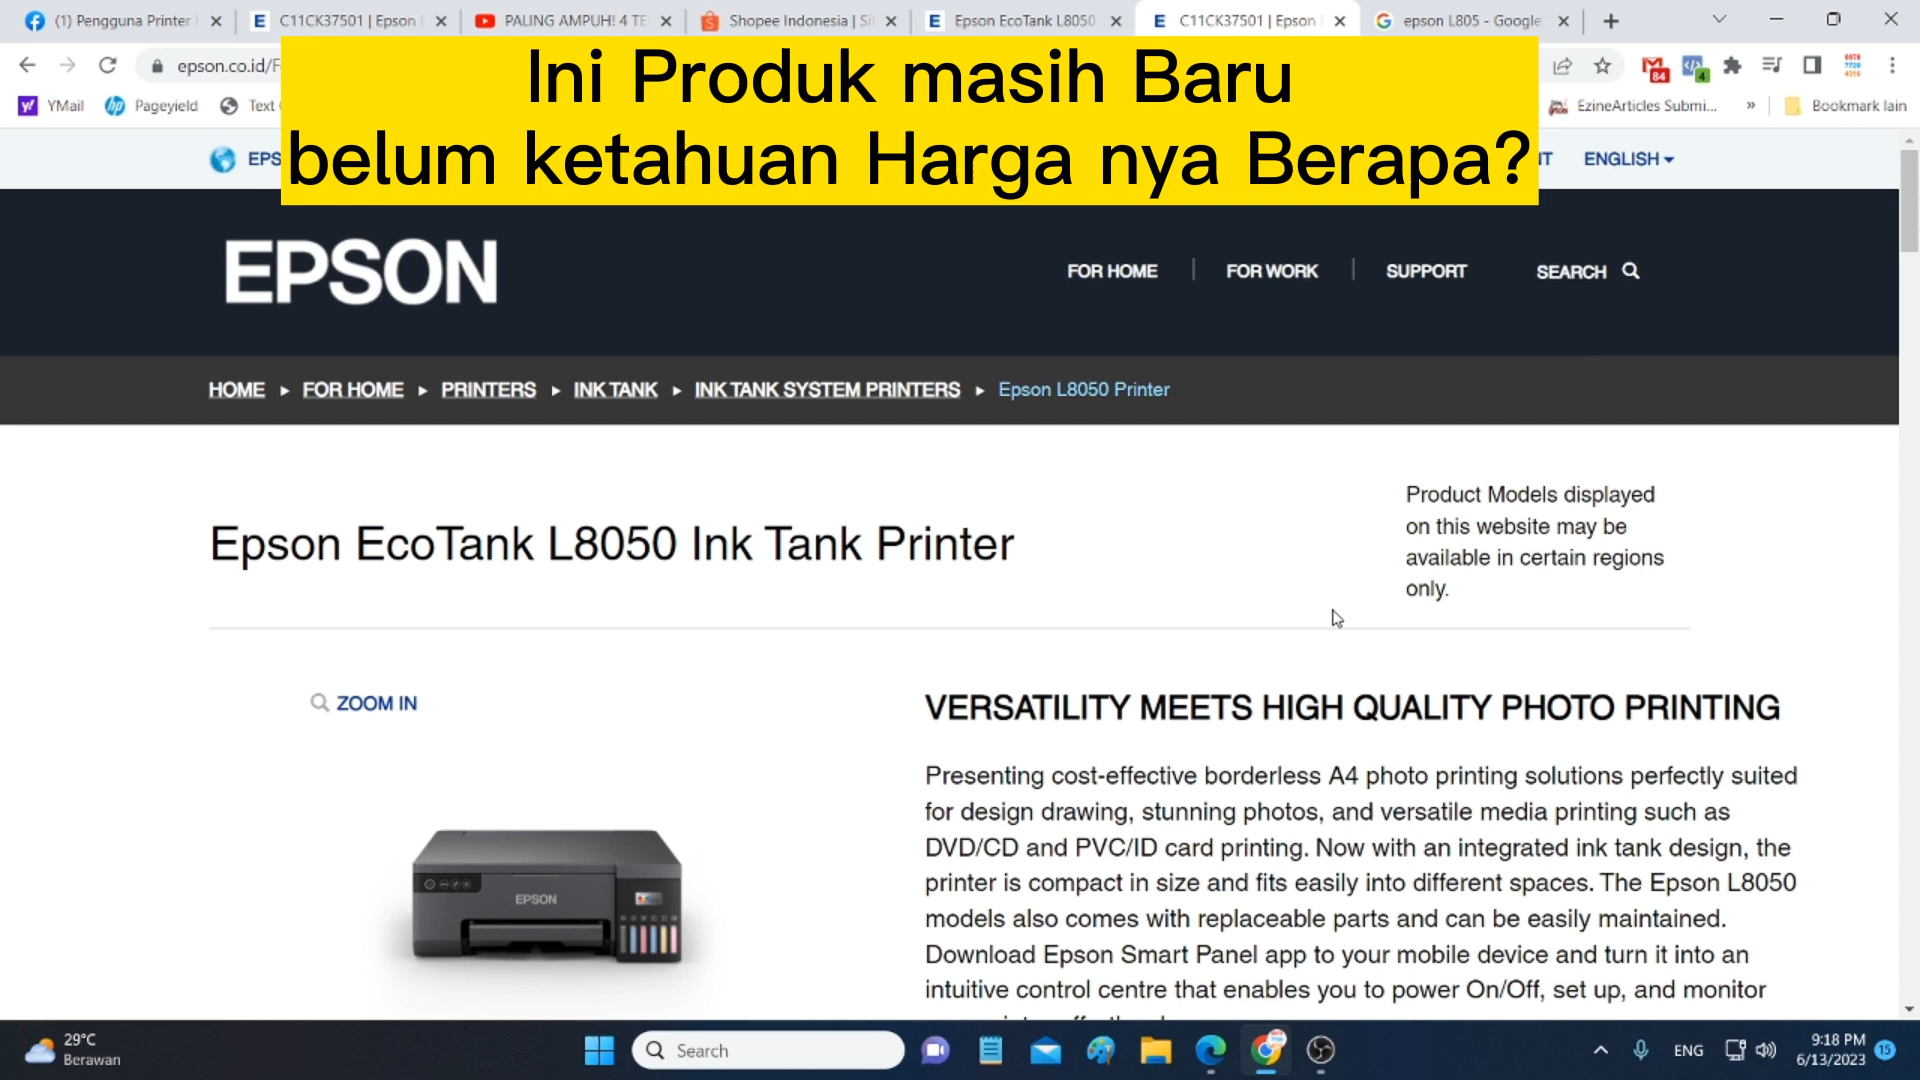 (1) Pengguna Printer
C11CK37501 | Epson
PALING AMPUH! 4 TE
Shopee Indonesia | Sit
Epson EcoTank L8050
C11CK37501 | Epson
epson L805 - Google
epson.co.id/F
84
4
Ini Produk masih Baru
belum ketahuan Harga nya Berapa?
YMail
Pageyield
Text
EzineArticles Submi...
»
Bookmark lain
EPS
NT
ENGLISH
EPSON
FOR HOME
FOR WORK
SUPPORT
SEARCH
HOME ▸ FOR HOME ▸ PRINTERS ▸ INK TANK ▸ INK TANK SYSTEM PRINTERS ▸ Epson L8050 Printer
Epson EcoTank L8050 Ink Tank Printer
Product Models displayed
on this website may be
available in certain regions
only.
ZOOM IN
EPSON
VERSATILITY MEETS HIGH QUALITY PHOTO PRINTING
Presenting cost-effective borderless A4 photo printing solutions perfectly suited
for design drawing, stunning photos, and versatile media printing such as
DVD/CD and PVC/ID card printing. Now with an integrated ink tank design, the
printer is compact in size and fits easily into different spaces. The Epson L8050
models also comes with replaceable parts and can be easily maintained.
Download Epson Smart Panel app to your mobile device and turn it into an
intuitive control centre that enables you to power On/Off, set up, and monitor
29°C
Berawan
Search
ENG
9:18 PM
6/13/2023
15